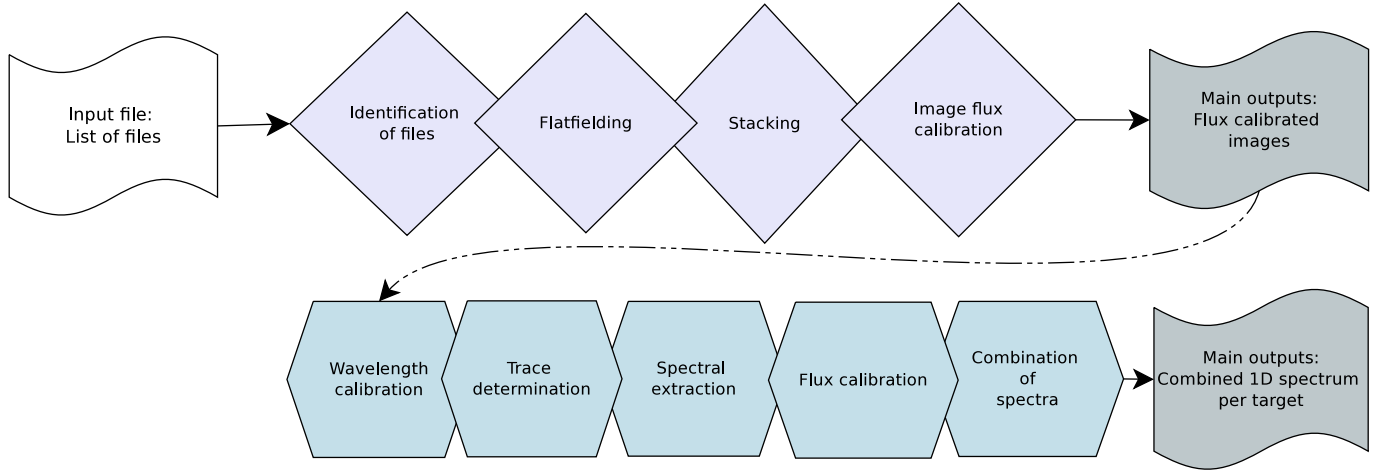 Input file:
List of files
Identification
of files
Flatfielding
Stacking
Image flux
calibration
Main outputs:
Flux calibrated
images
Wavelength
calibration
Trace
determination
Spectral
extraction
Flux calibration
Combination
of
spectra
Main outputs:
Combined 1D spectrum
per target